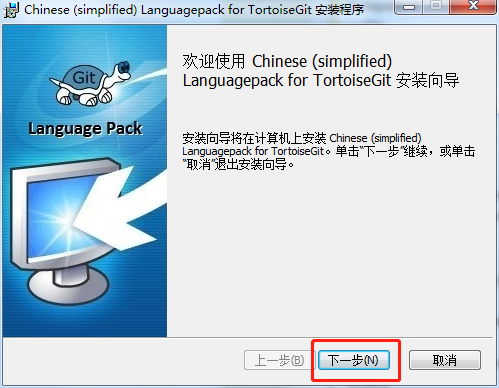 Chinese (simplified) Languagepack for TortoiseGit 安装程序
Git
Language Pack
欢迎使用 Chinese (simplified)
Languagepack for TortoiseGit 安装向导
安装向导将在计算机上安装 Chinese (simplified)
Languagepack for TortoiseGit。单击“下一步”继续，或单击
“取消”退出安装向导。
上一步(B)
下一步(N)
取消